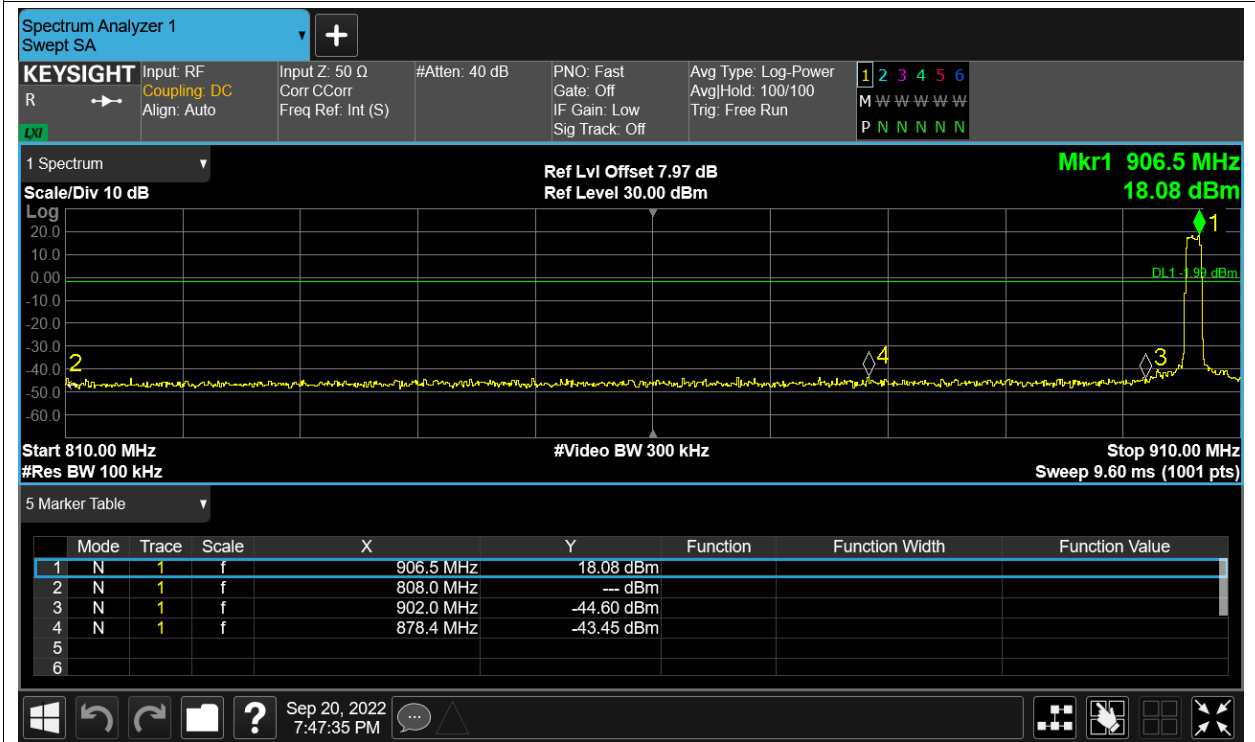 Spectrum Analyzer 1
Swept SA
KEYSIGHT
R
LXI
Input: RF
Coupling: DC
Align: Auto
Input Z: 50 Ω
Corr CCorr
Freq Ref: Int (S)
#Atten: 40 dB
PNO: Fast
Gate: Off
IF Gain: Low
Sig Track: Off
Avg Type: Log-Power
Avg|Hold: 100/100
Trig: Free Run
1 2 3 4 5 6
M W W W W W
P N N N N N
1 Spectrum
Scale/Div 10 dB
Ref Lvl Offset 7.97 dB
Ref Level 30.00 dBm
Mkr1 906.5 MHz
18.08 dBm
Log
20.0
10.0
0.00
-10.0
-20.0
-30.0
-40.0
-50.0
-60.0
1
DL1 -1.99 dBm
2
4
3
Start 810.00 MHz
#Video BW 300 kHz
Stop 910.00 MHz
#Res BW 100 kHz
Sweep 9.60 ms (1001 pts)
5 Marker Table
Mode Trace Scale X Y Function Function Width Function Value
1 N 1 f 906.5 MHz 18.08 dBm
2 N 1 f 808.0 MHz --- dBm
3 N 1 f 902.0 MHz -44.60 dBm
4 N 1 f 878.4 MHz -43.45 dBm
5
6
?
Sep 20, 2022
7:47:35 PM